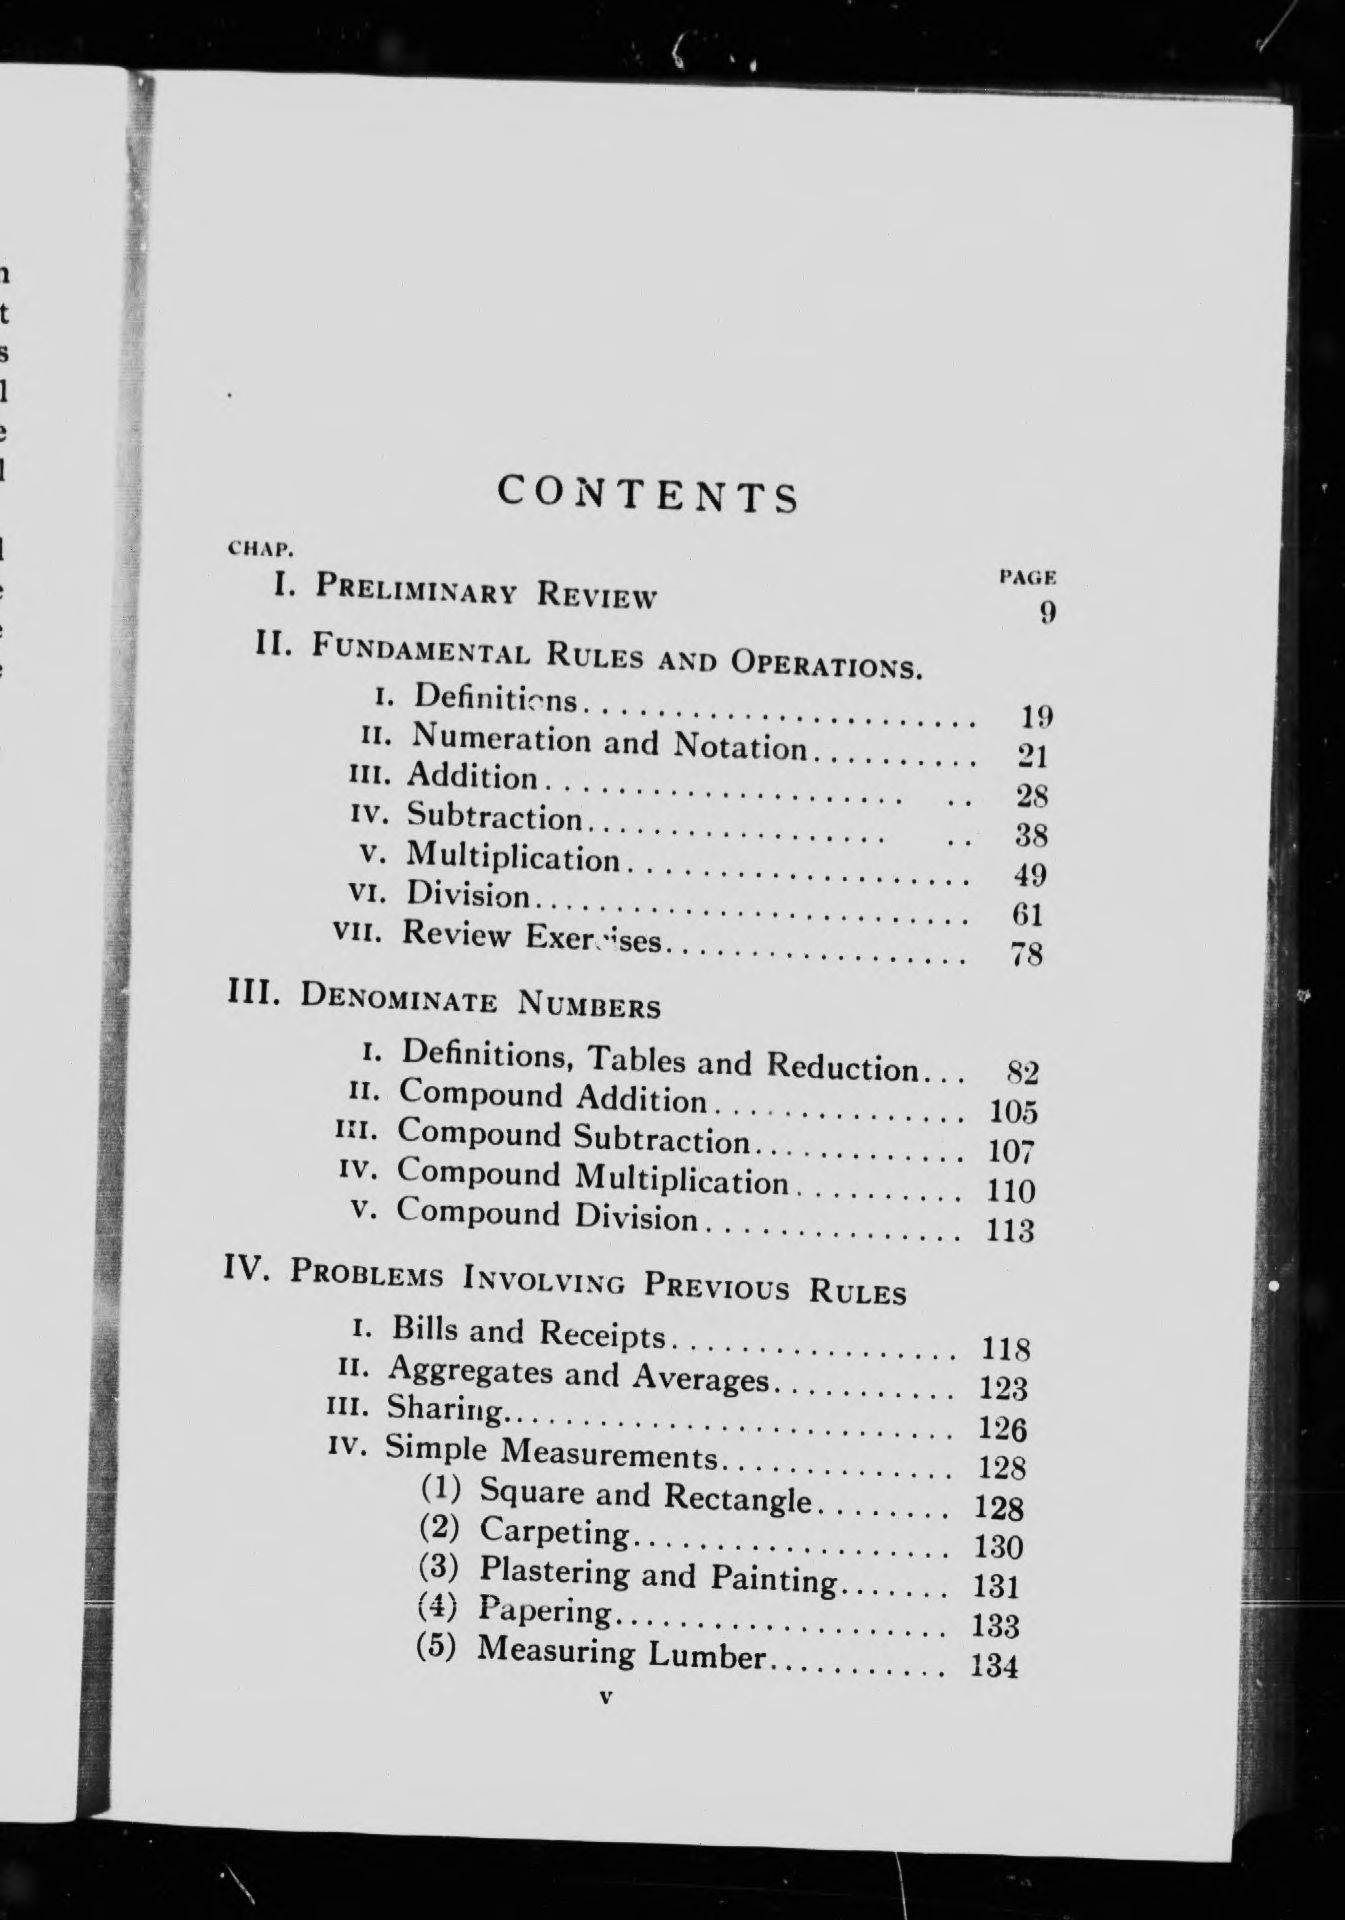 CONTENTS
CHAP.
PAGE
I. PRELIMINARY REVIEW 9
II. FUNDAMENTAL RULES AND OPERATIONS.
I. Definitions........................ 19
II. Numeration and Notation.......... 21
III. Addition...................... .. 28
IV. Subtraction.................. .. 38
V. Multiplication.................... 49
VI. Division.......................... 61
VII. Review Exercises.................. 78
III. DENOMINATE NUMBERS
I. Definitions, Tables and Reduction... 82
II. Compound Addition............... 105
III. Compound Subtraction............. 107
IV. Compound Multiplication.......... 110
V. Compound Division............... 113
IV. PROBLEMS INVOLVING PREVIOUS RULES
I. Bills and Receipts................. 118
II. Aggregates and Averages........... 123
III. Sharing........................... 126
IV. Simple Measurements.............. 128
(1) Square and Rectangle........ 128
(2) Carpeting................... 130
(3) Plastering and Painting....... 131
(4) Papering.................... 133
(5) Measuring Lumber........... 134
v